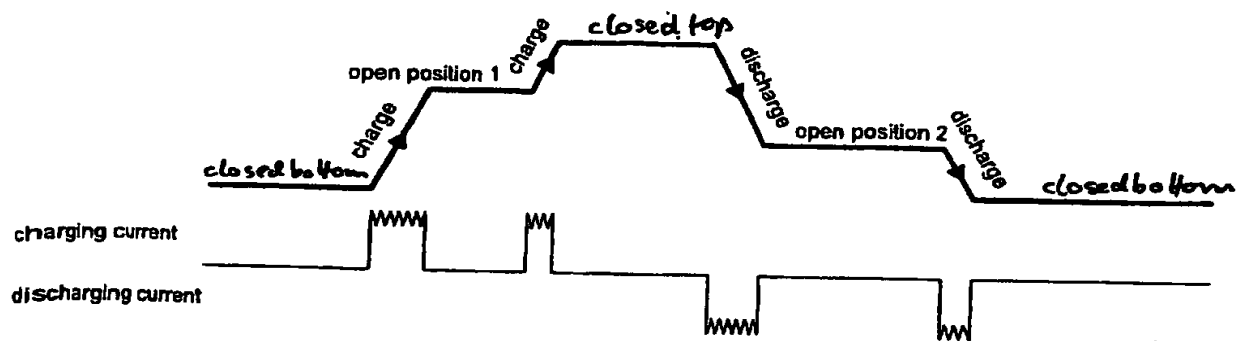 closed top
charge
discharge
open position 1
charge
open position 2
discharge
closed bottom
closed bottom
charging current
discharging current